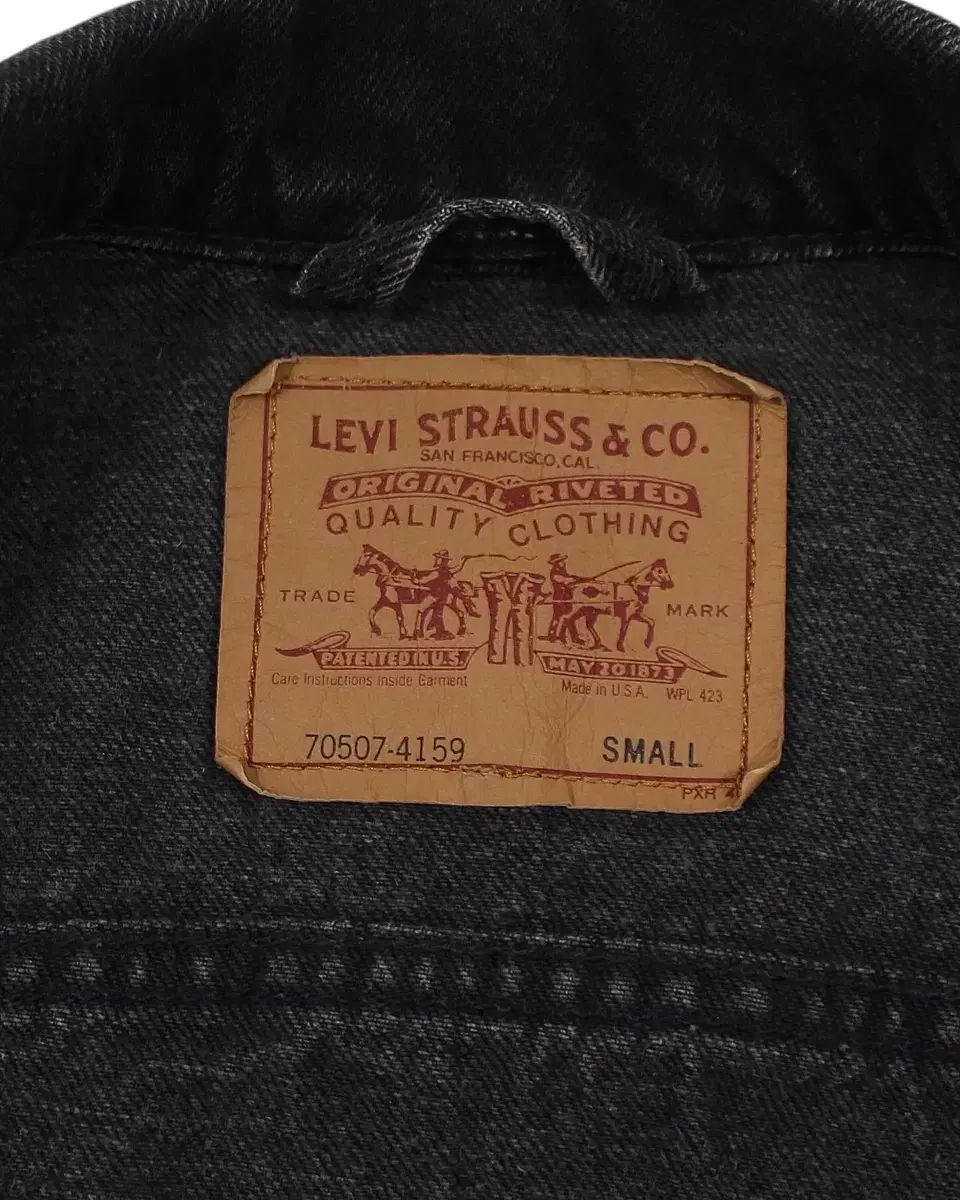 LEVI STRAUSS & CO.
SAN FRANCISCO, CAL.
ORIGINAL RIVETED
QUALITY CLOTHING
TRADE MARK
PATENTED IN U.S. MAY 20 1873
Care Instructions Inside Garment Made in U.S.A. WPL 423
70507-4159 SMALL